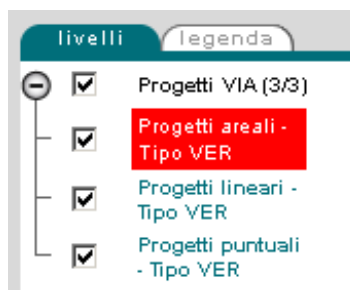 livelli legenda
Progetti VIA (3/3)
Progetti areali -
Tipo VER
Progetti lineari -
Tipo VER
Progetti puntuali
- Tipo VER